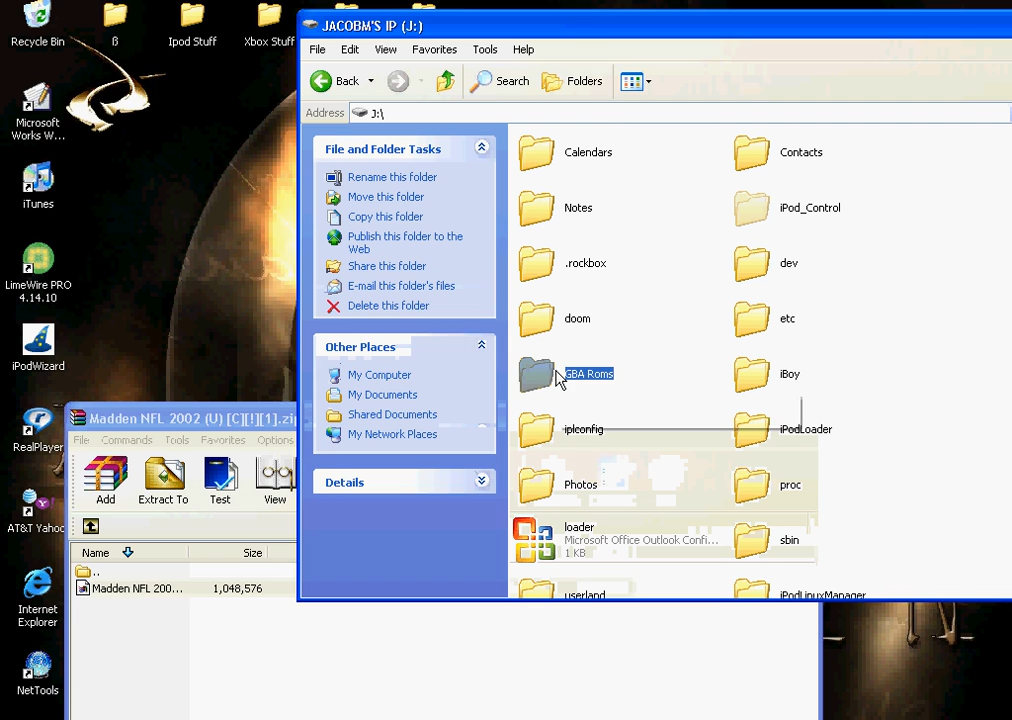 Recycle Bin
ß
Ipod Stuff
Xbox Stuff
Microsoft
Works W...
iTunes
LimeWire PRO
4.14.10
iPodWizard
RealPlayer
AT&T Yahoo
Internet
Explorer
NetTools
JACOBM'S IP (J:)
File Edit View Favorites Tools Help
Back Search Folders
Address J:\
File and Folder Tasks
Rename this folder
Move this folder
Copy this folder
Publish this folder to the
Web
Share this folder
E-mail this folder's files
Delete this folder
Other Places
My Computer
My Documents
Shared Documents
My Network Places
Details
Calendars Contacts
Notes iPod_Control
.rockbox dev
doom etc
GBA Roms iBoy
iplconfig iPodLoader
Photos proc
loader
Microsoft Office Outlook Confi...
1 KB
sbin
userland iPodLinuxManager
Madden NFL 2002 (U) [C][!][1].zip
File Commands Tools Favorites Options
Add Extract To Test View
Name Size
..
Madden NFL 200... 1,048,576